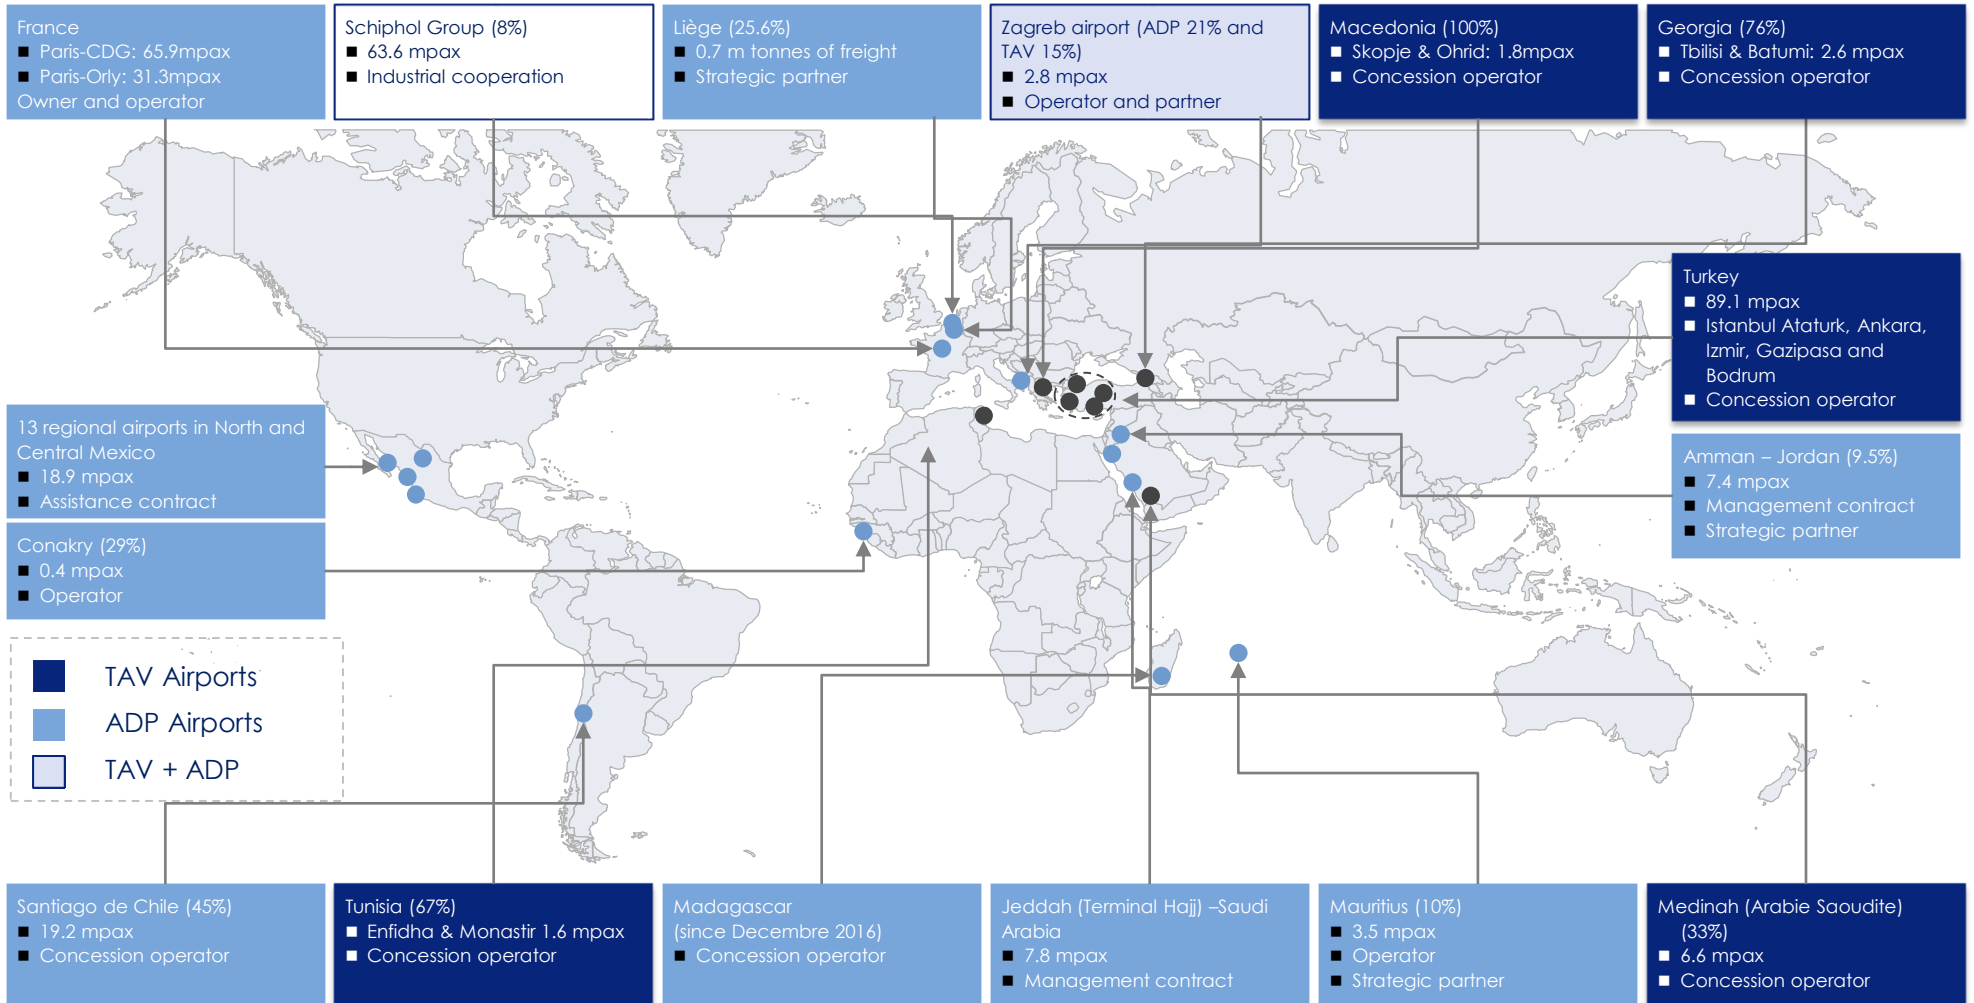 France
■ Paris-CDG: 65.9mpax
■ Paris-Orly: 31.3mpax
Owner and operator
Schiphol Group (8%)
■ 63.6 mpax
■ Industrial cooperation
Liège (25.6%)
■ 0.7 m tonnes of freight
■ Strategic partner
Zagreb airport (ADP 21% and
TAV 15%)
■ 2.8 mpax
■ Operator and partner
Macedonia (100%)
■ Skopje & Ohrid: 1.8mpax
■ Concession operator
Georgia (76%)
■ Tbilisi & Batumi: 2.6 mpax
■ Concession operator
Turkey
■ 89.1 mpax
■ Istanbul Ataturk, Ankara,
Izmir, Gazipasa and
Bodrum
■ Concession operator
13 regional airports in North and
Central Mexico
■ 18.9 mpax
■ Assistance contract
Amman – Jordan (9.5%)
■ 7.4 mpax
■ Management contract
■ Strategic partner
Conakry (29%)
■ 0.4 mpax
■ Operator
TAV Airports
ADP Airports
TAV + ADP
Santiago de Chile (45%)
■ 19.2 mpax
■ Concession operator
Tunisia (67%)
■ Enfidha & Monastir 1.6 mpax
■ Concession operator
Madagascar
(since Decembre 2016)
■ Concession operator
Jeddah (Terminal Hajj) –Saudi
Arabia
■ 7.8 mpax
■ Management contract
Mauritius (10%)
■ 3.5 mpax
■ Operator
■ Strategic partner
Medinah (Arabie Saoudite)
(33%)
■ 6.6 mpax
■ Concession operator